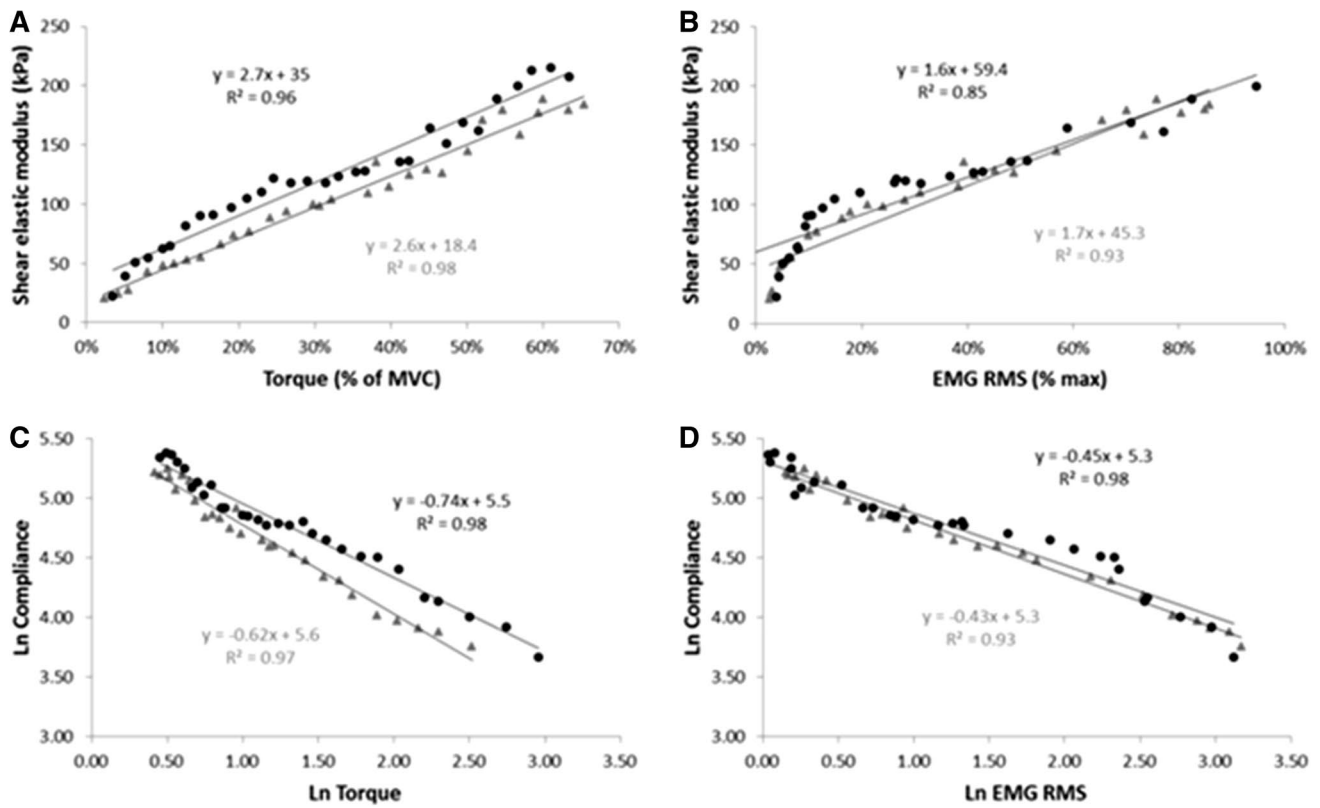 A
B
250
200
150
100
50
0
Shear elastic modulus (kPa)
y = 2.7x + 35
R² = 0.96
y = 2.6x + 18.4
R² = 0.98
0% 10% 20% 30% 40% 50% 60% 70%
Torque (% of MVC)
250
200
150
100
50
0
Shear elastic modulus (kPa)
y = 1.6x + 59.4
R² = 0.85
y = 1.7x + 45.3
R² = 0.93
0% 20% 40% 60% 80% 100%
EMG RMS (% max)
C
D
5.50
5.00
4.50
4.00
3.50
3.00
Ln Compliance
y = -0.74x + 5.5
R² = 0.98
y = -0.62x + 5.6
R² = 0.97
0.00 0.50 1.00 1.50 2.00 2.50 3.00 3.50
Ln Torque
5.50
5.00
4.50
4.00
3.50
3.00
Ln Compliance
y = -0.45x + 5.3
R² = 0.98
y = -0.43x + 5.3
R² = 0.93
0.00 0.50 1.00 1.50 2.00 2.50 3.00 3.50
Ln EMG RMS